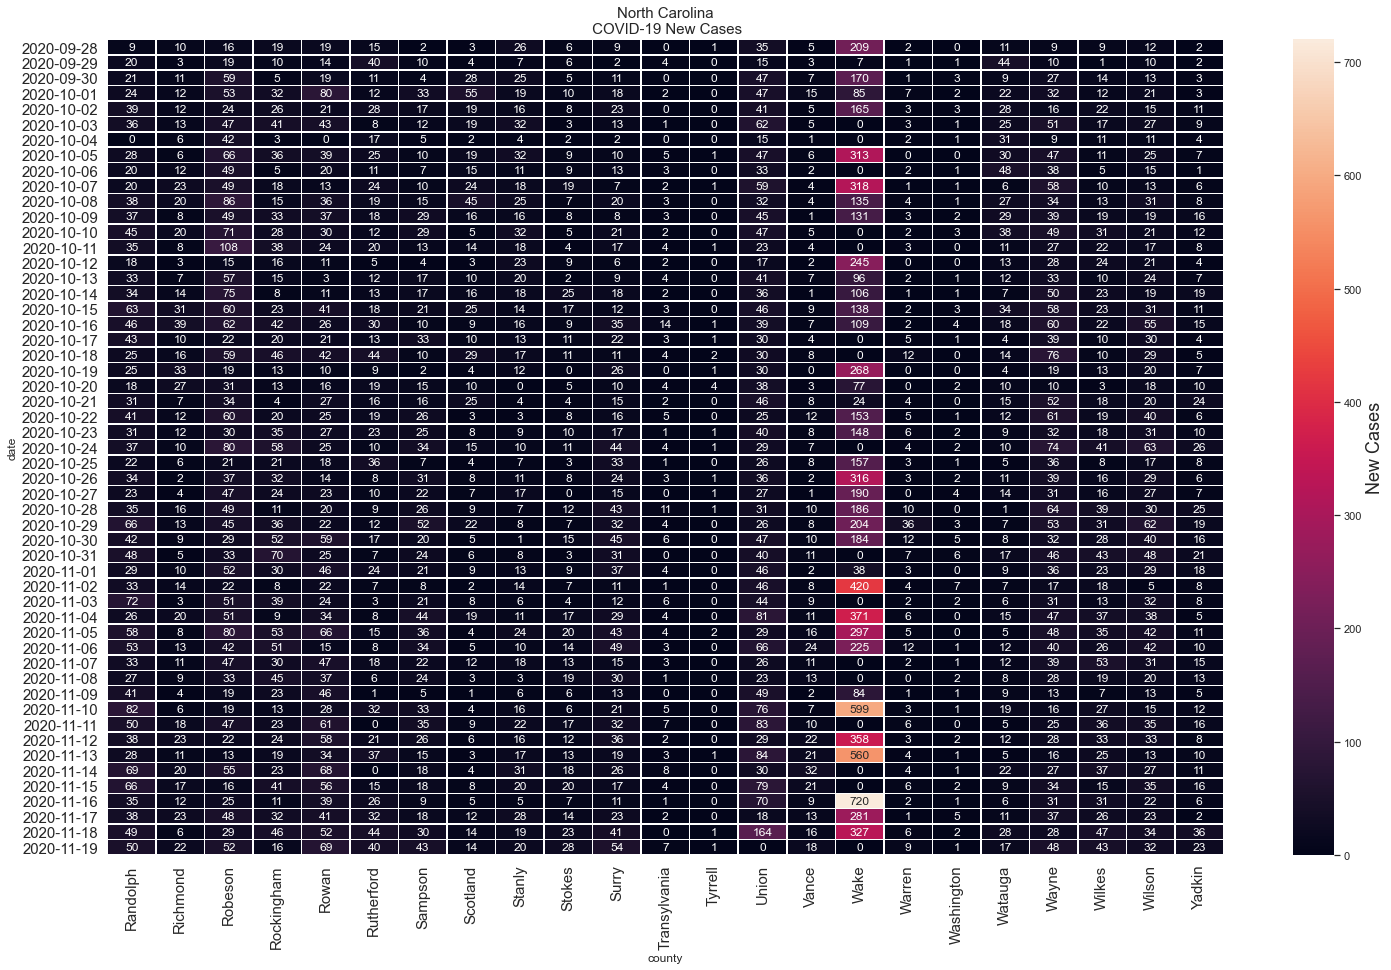 North Carolina
COVID-19 New Cases
2020-09-28 9 10 16 19 19 15 2 3 26 6 9 0 1 35 5 209 2 0 11 9 9 12 2
2020-09-29 20 3 19 10 14 40 10 4 7 6 2 4 0 15 3 7 1 1 44 10 1 10 2
2020-09-30 21 11 59 5 19 11 4 28 25 5 11 0 0 47 7 170 1 3 9 27 14 13 3
2020-10-01 24 12 53 32 80 12 33 55 19 10 18 2 0 47 15 85 7 2 22 32 12 21 3
2020-10-02 39 12 24 26 21 28 17 19 16 8 23 0 0 41 5 165 3 3 28 16 22 15 11
2020-10-03 36 13 47 41 43 8 12 19 32 3 13 1 0 62 5 0 3 1 25 51 17 27 9
2020-10-04 0 6 42 3 0 17 5 2 4 2 2 0 0 15 1 0 2 1 31 9 11 11 4
2020-10-05 28 6 66 36 39 25 10 19 32 9 10 5 1 47 6 313 0 0 30 47 11 25 7
2020-10-06 20 12 49 5 20 11 7 15 11 9 13 3 0 33 2 0 2 1 48 38 5 15 1
2020-10-07 20 23 49 18 13 24 10 24 18 19 7 2 1 59 4 318 1 1 6 58 10 13 6
2020-10-08 38 20 86 15 36 19 15 45 25 7 20 3 0 32 4 135 4 1 27 34 13 31 8
2020-10-09 37 8 49 33 37 18 29 16 16 8 8 3 0 45 1 131 3 2 29 39 19 19 16
2020-10-10 45 20 71 28 30 12 29 5 32 5 21 2 0 47 5 0 2 3 38 49 31 21 12
2020-10-11 35 8 108 38 24 20 13 14 18 4 17 4 1 23 4 0 3 0 11 27 22 17 8
2020-10-12 18 3 15 16 11 5 4 3 23 9 6 2 0 17 2 245 0 0 13 28 24 21 4
2020-10-13 33 7 57 15 3 12 17 10 20 2 9 4 0 41 7 96 2 1 12 33 10 24 7
2020-10-14 34 14 75 8 11 13 17 16 18 25 18 2 0 36 1 106 1 1 7 50 23 19 19
2020-10-15 63 31 60 23 41 18 21 25 14 17 12 3 0 46 9 138 2 3 34 58 23 31 11
2020-10-16 46 39 62 42 26 30 10 9 16 9 35 14 1 39 7 109 2 4 18 60 22 55 15
2020-10-17 43 10 22 20 21 13 33 10 13 11 22 3 1 30 4 0 5 1 4 39 10 30 4
2020-10-18 25 16 59 46 42 44 10 29 17 11 11 4 2 30 8 0 12 0 14 76 10 29 5
2020-10-19 25 33 19 13 10 9 2 4 12 0 26 0 1 30 0 268 0 0 4 19 13 20 7
2020-10-20 18 27 31 13 16 19 15 10 0 5 10 4 4 38 3 77 0 2 10 10 3 18 10
2020-10-21 31 7 34 4 27 16 16 25 4 4 15 2 0 46 8 24 4 0 15 52 18 20 24
2020-10-22 41 12 60 20 25 19 26 3 3 8 16 5 0 25 12 153 5 1 12 61 19 40 6
2020-10-23 31 12 30 35 27 23 25 8 9 10 17 1 1 40 8 148 6 2 9 32 18 31 10
2020-10-24 37 10 80 58 25 10 34 15 10 11 44 4 1 29 7 0 4 2 10 74 41 63 26
2020-10-25 22 6 21 21 18 36 7 4 7 3 33 1 0 26 8 157 3 1 5 36 8 17 8
2020-10-26 34 2 37 32 14 8 31 8 11 8 24 3 1 36 2 316 3 2 11 39 16 29 6
2020-10-27 23 4 47 24 23 10 22 7 17 0 15 0 1 27 1 190 0 4 14 31 16 27 7
2020-10-28 35 16 49 11 20 9 26 9 7 12 43 11 1 31 10 186 10 0 1 64 39 30 25
2020-10-29 66 13 45 36 22 12 52 22 8 7 32 4 0 26 8 204 36 3 7 53 31 62 19
2020-10-30 42 9 29 52 59 17 20 5 1 15 45 6 1 47 10 184 12 5 8 32 28 40 16
2020-10-31 48 5 33 70 25 7 24 6 8 3 31 0 0 40 11 0 7 6 17 46 43 48 21
2020-11-01 29 10 52 30 46 24 21 9 13 9 37 4 0 46 2 38 3 0 9 36 23 29 18
2020-11-02 33 14 22 8 22 7 8 2 14 7 11 1 0 46 8 420 4 7 7 17 18 5 8
2020-11-03 72 3 51 39 24 3 21 8 6 4 12 6 0 44 9 0 2 2 6 31 13 32 8
2020-11-04 26 20 51 9 34 8 44 19 11 17 29 4 0 81 11 371 6 0 15 47 37 38 5
2020-11-05 58 8 80 53 66 15 36 4 24 20 43 4 2 29 16 297 5 0 5 48 35 42 11
2020-11-06 53 13 42 51 15 8 34 5 10 14 49 3 0 66 24 225 12 1 12 40 26 42 10
2020-11-07 33 11 47 30 47 18 22 12 18 13 15 3 0 26 11 0 2 1 12 39 53 31 15
2020-11-08 27 9 33 45 37 6 24 3 3 19 30 1 0 23 13 0 0 2 8 28 19 20 13
2020-11-09 41 4 19 23 46 1 5 1 6 6 13 0 0 49 2 84 1 1 9 13 7 13 5
2020-11-10 82 6 19 13 28 32 33 4 16 6 21 5 0 76 7 599 3 1 19 16 27 15 12
2020-11-11 50 18 47 23 61 0 35 9 22 17 32 7 0 83 10 0 6 0 5 25 36 35 16
2020-11-12 38 23 22 24 58 21 26 6 16 12 36 2 0 29 22 358 3 2 12 28 33 33 8
2020-11-13 28 11 13 19 34 37 15 3 17 13 19 3 1 84 21 560 4 1 5 16 25 13 10
2020-11-14 69 20 55 23 68 0 18 4 31 18 26 8 0 30 32 0 4 1 22 27 37 27 11
2020-11-15 66 17 16 41 56 15 18 8 20 20 17 4 0 79 21 0 6 2 9 34 15 35 16
2020-11-16 35 12 25 11 39 26 9 5 5 7 11 1 0 70 9 720 2 1 6 31 31 22 6
2020-11-17 38 23 48 32 41 32 18 12 28 14 23 2 0 18 13 281 1 5 11 37 26 23 2
2020-11-18 49 6 29 46 52 44 30 14 19 23 41 0 1 164 16 327 6 2 28 28 47 34 36
2020-11-19 50 22 52 16 69 40 43 14 20 28 54 7 1 0 18 0 9 1 17 48 43 32 23
date
Randolph Richmond Robeson Rockingham Rowan Rutherford Sampson Scotland Stanly Stokes Surry Transylvania Tyrrell Union Vance Wake Warren Washington Watauga Wayne Wilkes Wilson Yadkin
county
700
600
500
400
300
200
100
0
New Cases